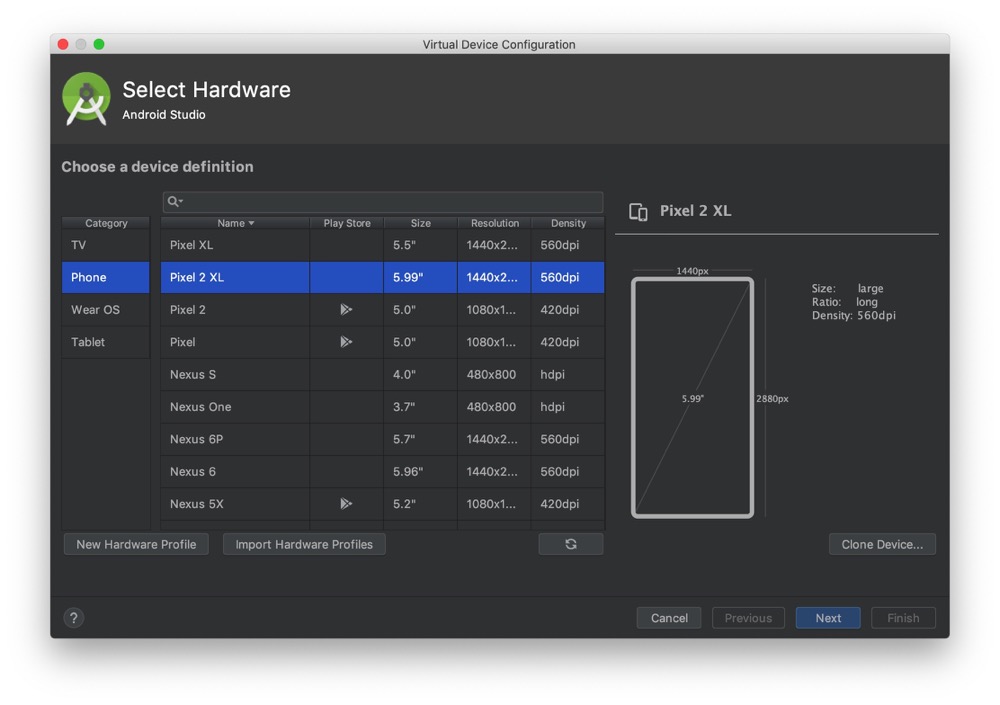 Virtual Device Configuration
Select Hardware
Android Studio
Choose a device definition
Category
TV
Phone
Wear OS
Tablet
Name Play Store Size Resolution Density
Pixel XL 5.5" 1440x2... 560dpi
Pixel 2 XL 5.99" 1440x2... 560dpi
Pixel 2 5.0" 1080x1... 420dpi
Pixel 5.0" 1080x1... 420dpi
Nexus S 4.0" 480x800 hdpi
Nexus One 3.7" 480x800 hdpi
Nexus 6P 5.7" 1440x2... 560dpi
Nexus 6 5.96" 1440x2... 560dpi
Nexus 5X 5.2" 1080x1... 420dpi
Pixel 2 XL
1440px
5.99"
2880px
Size: large
Ratio: long
Density: 560dpi
New Hardware Profile Import Hardware Profiles Clone Device...
? Cancel Previous Next Finish